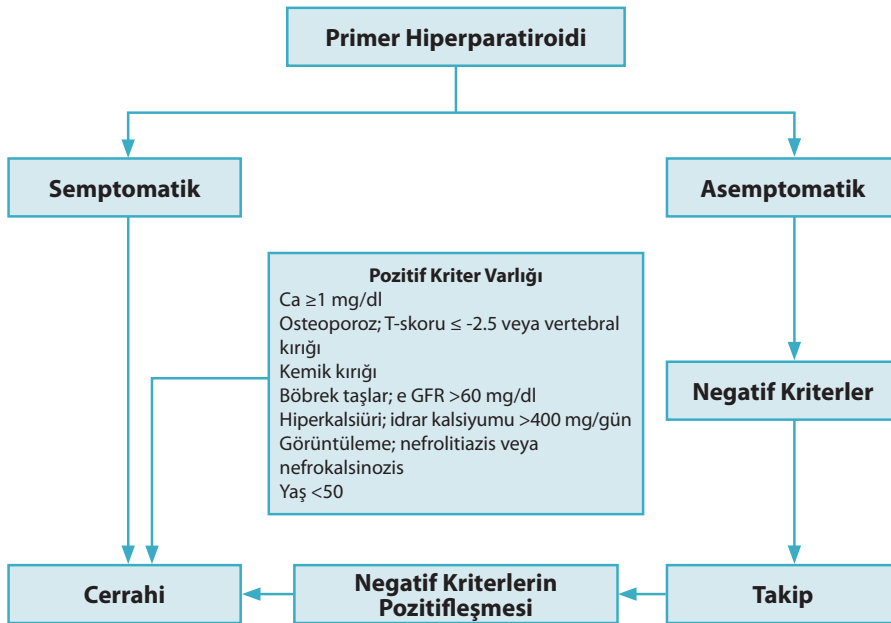 Primer Hiperparatiroidi
Semptomatik
Asemptomatik
Pozitif Kriter Varlığı
Ca ≥1 mg/dl
Osteoporoz; T-skoru ≤ -2.5 veya vertebral
kırığı
Kemik kırığı
Böbrek taşlar; e GFR >60 mg/dl
Hiperkalsiüri; idrar kalsiyumu >400 mg/gün
Görüntüleme; nefrolitiazis veya
nefrokalsinozis
Yaş <50
Negatif Kriterler
Cerrahi
Negatif Kriterlerin
Pozitifleşmesi
Takip